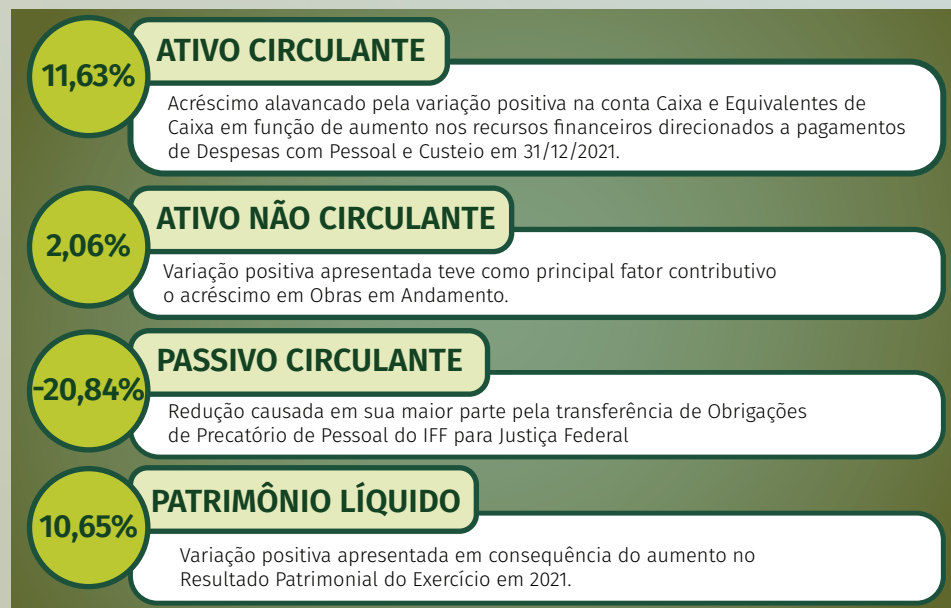 11,63%
ATIVO CIRCULANTE
Acréscimo alavancado pela variação positiva na conta Caixa e Equivalentes de
Caixa em função de aumento nos recursos financeiros direcionados a pagamentos
de Despesas com Pessoal e Custeio em 31/12/2021.
2,06%
ATIVO NÃO CIRCULANTE
Variação positiva apresentada teve como principal fator contributivo
o acréscimo em Obras em Andamento.
-20,84%
PASSIVO CIRCULANTE
Redução causada em sua maior parte pela transferência de Obrigações
de Precatório de Pessoal do IFF para Justiça Federal
10,65%
PATRIMÔNIO LÍQUIDO
Variação positiva apresentada em consequência do aumento no
Resultado Patrimonial do Exercício em 2021.